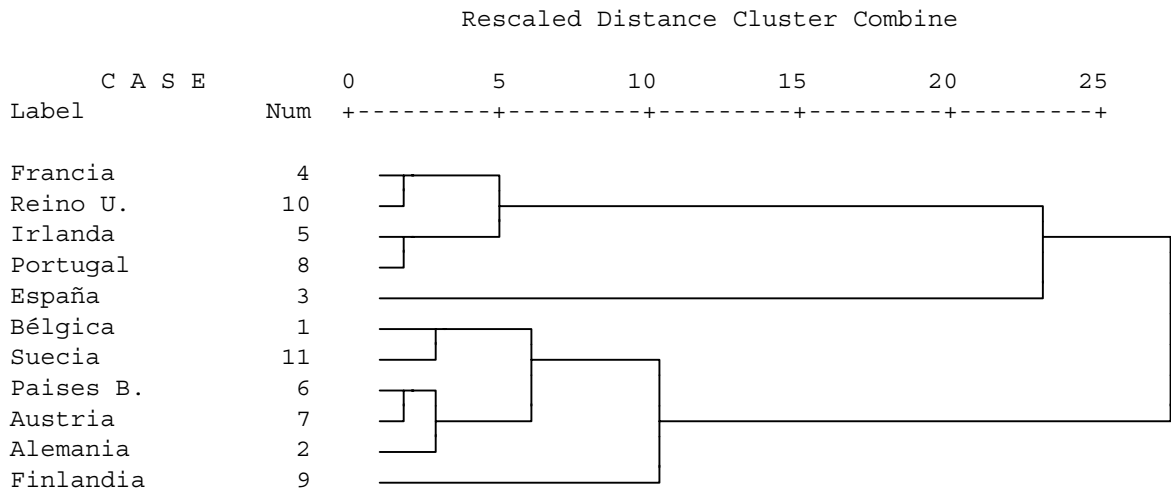 Rescaled Distance Cluster Combine
C A S E 0 5 10 15 20 25
Label Num +---------+---------+---------+---------+---------+
Francia 4
Reino U. 10
Irlanda 5
Portugal 8
España 3
Bélgica 1
Suecia 11
Paises B. 6
Austria 7
Alemania 2
Finlandia 9